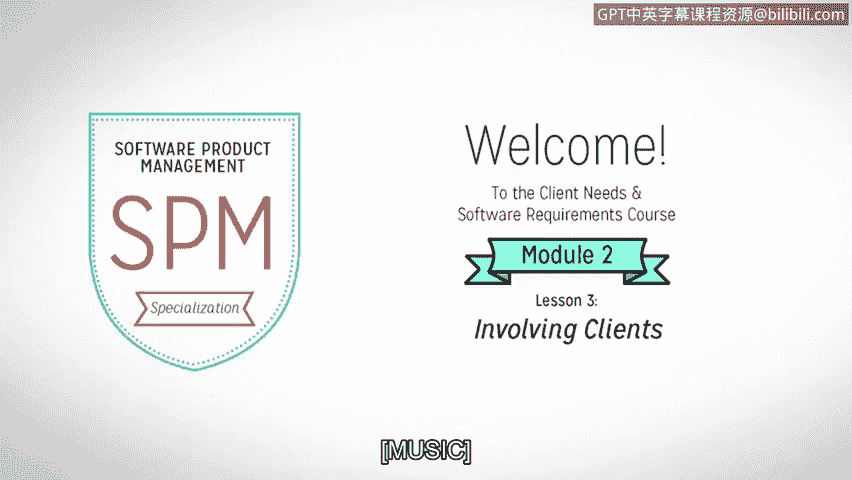 GPT中英字幕课程资源@bilibili.com
SOFTWARE PRODUCT
MANAGEMENT
SPM
Specialization
Welcome!
To the Client Needs &
Software Requirements Course
Module 2
Lesson 3:
Involving Clients
[MUSIC]